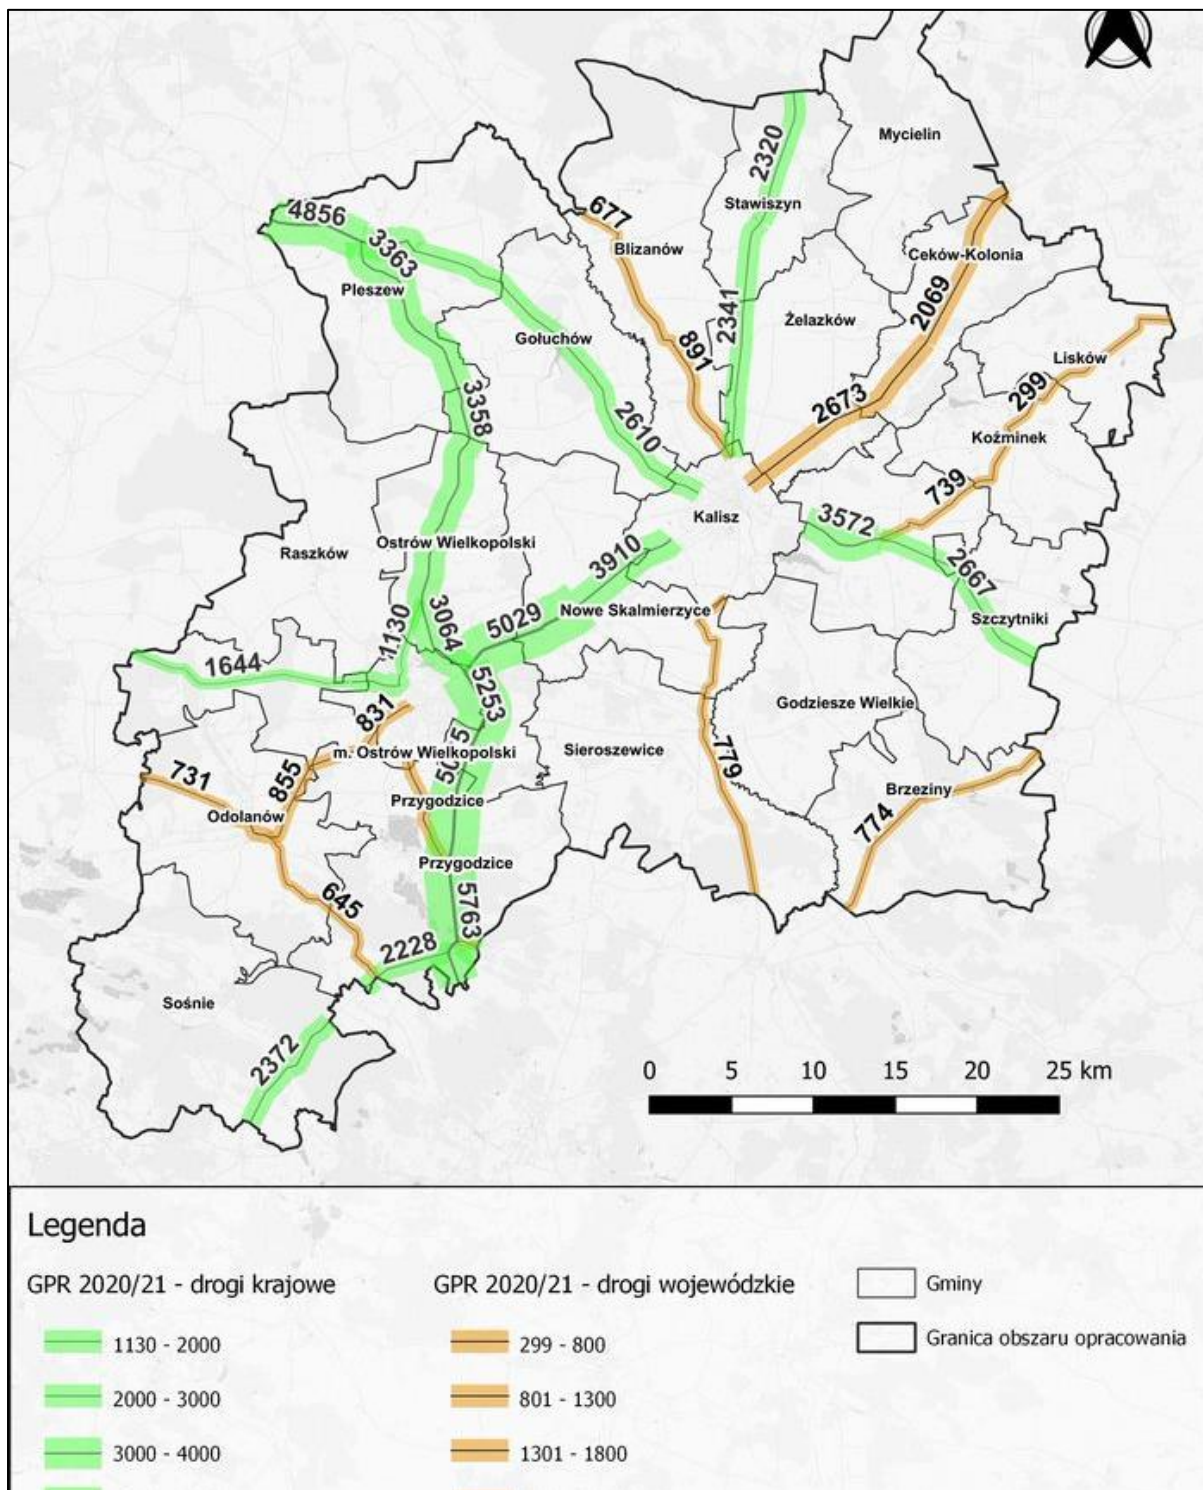 Mycielin
2320
Stawiszyn
4856
677
3363
Blizanów
Ceków-Kolonia
Pleszew
2069
2341
Żelazków
Gołuchów
891
Lisków
299
3358
2673
2610
Koźminek
739
Kalisz
3572
Ostrów Wielkopolski
3910
Raszków
2667
5029
Nowe Skalmierzyce
3064
1130
Szczytniki
1644
5253
Godziesze Wielkie
831
m. Ostrów Wielkopolski
Sieroszewice
779
731
855
Przygodzice
Brzeziny
Odolanów
774
Przygodzice
645
5763
2228
Sośnie
2372
0 5 10 15 20 25 km
Legenda
GPR 2020/21 - drogi krajowe
1130 - 2000
2000 - 3000
3000 - 4000
GPR 2020/21 - drogi wojewódzkie
299 - 800
801 - 1300
1301 - 1800
Gminy
Granica obszaru opracowania